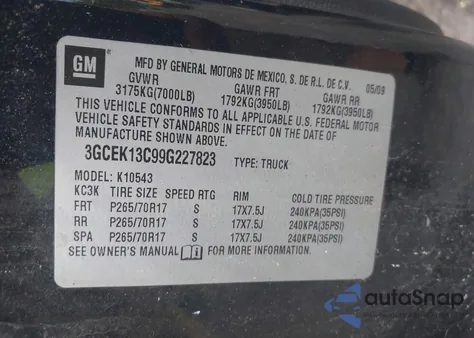 GM
MFD BY GENERAL MOTORS DE MEXICO, S. DE R.L. DE C.V. 05/09
GVWR GAWR FRT GAWR RR
3175KG(7000LB) 1792KG(3950LB) 1792KG(3950LB)
THIS VEHICLE CONFORMS TO ALL APPLICABLE U.S. FEDERAL MOTOR
VEHICLE SAFETY STANDARDS IN EFFECT ON THE DATE OF
MANUFACTURE SHOWN ABOVE.
3GCEK13C99G227823 TYPE: TRUCK
MODEL: K10543
KC3K TIRE SIZE SPEED RTG RIM COLD TIRE PRESSURE
FRT P265/70R17 S 17X7.5J 240KPA(35PSI)
RR P265/70R17 S 17X7.5J 240KPA(35PSI)
SPA P265/70R17 S 17X7.5J 240KPA(35PSI)
SEE OWNER'S MANUAL FOR MORE INFORMATION.
autoSnap